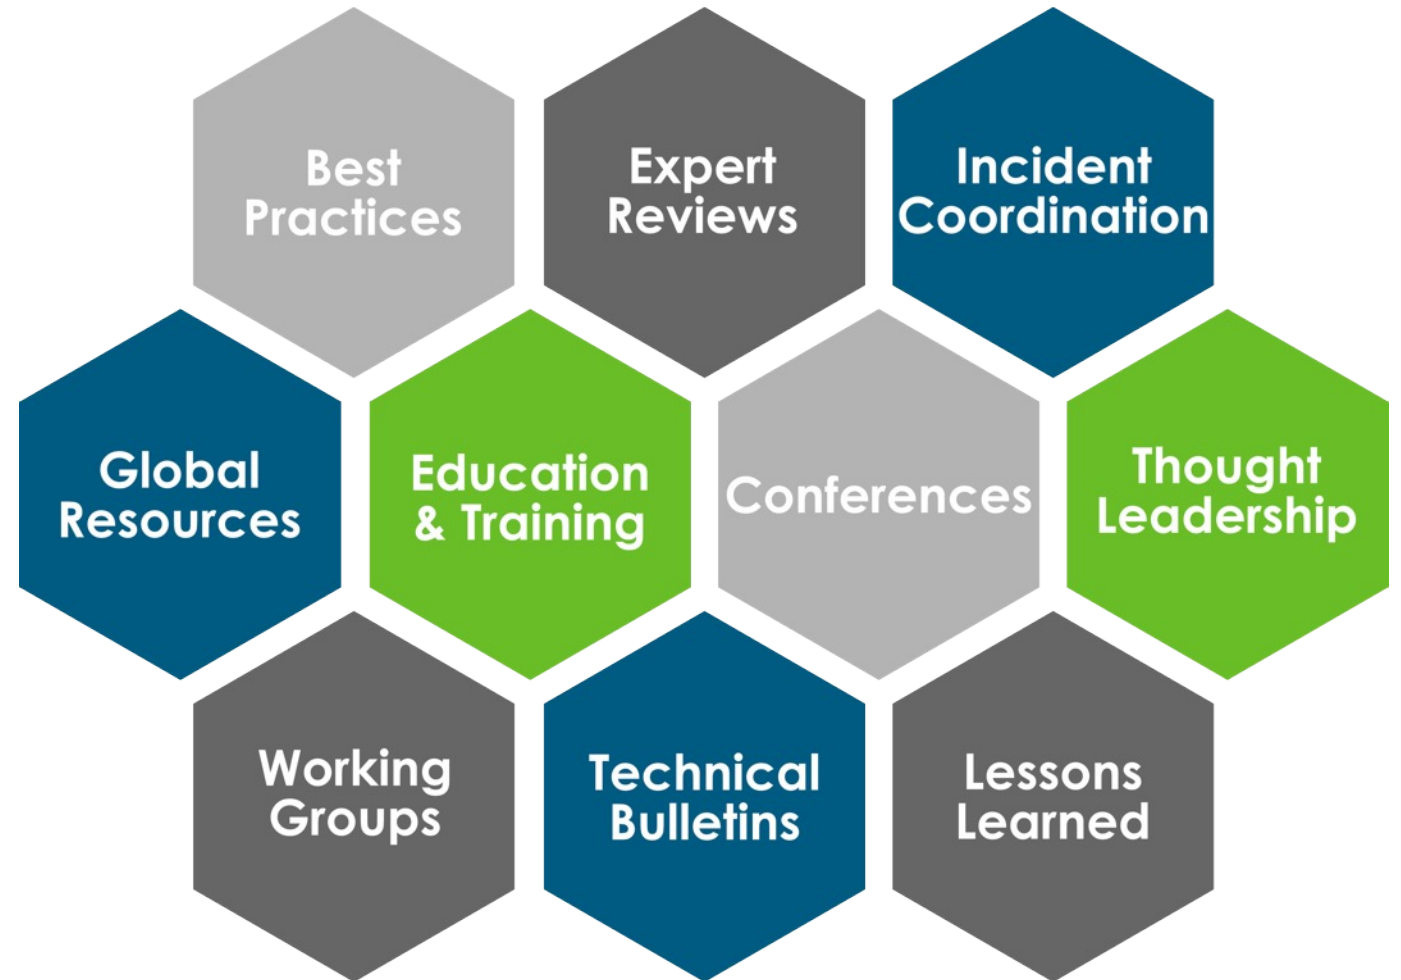 Best
Practices
Expert
Reviews
Incident
Coordination
Global
Resources
Education
& Training
Conferences
Thought
Leadership
Working
Groups
Technical
Bulletins
Lessons
Learned